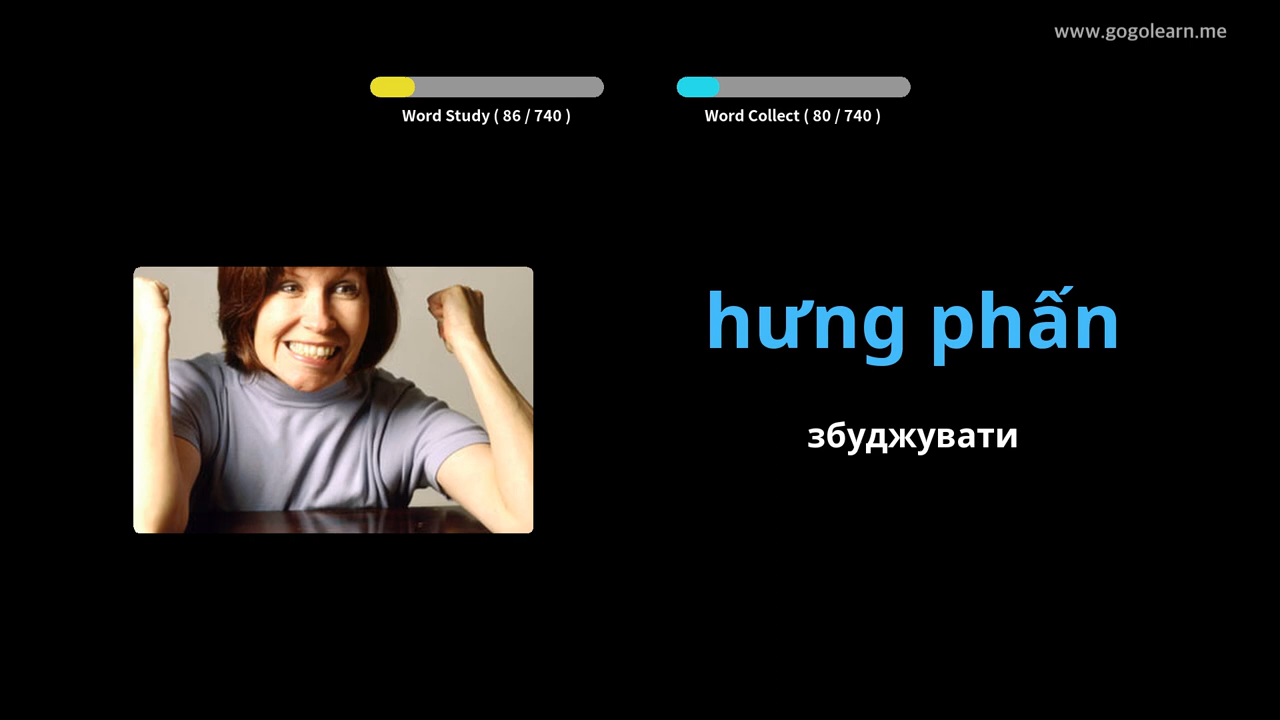 www.gogolearn.me
Word Study ( 86 / 740 )
Word Collect ( 80 / 740 )
hưng phấn
збуджувати